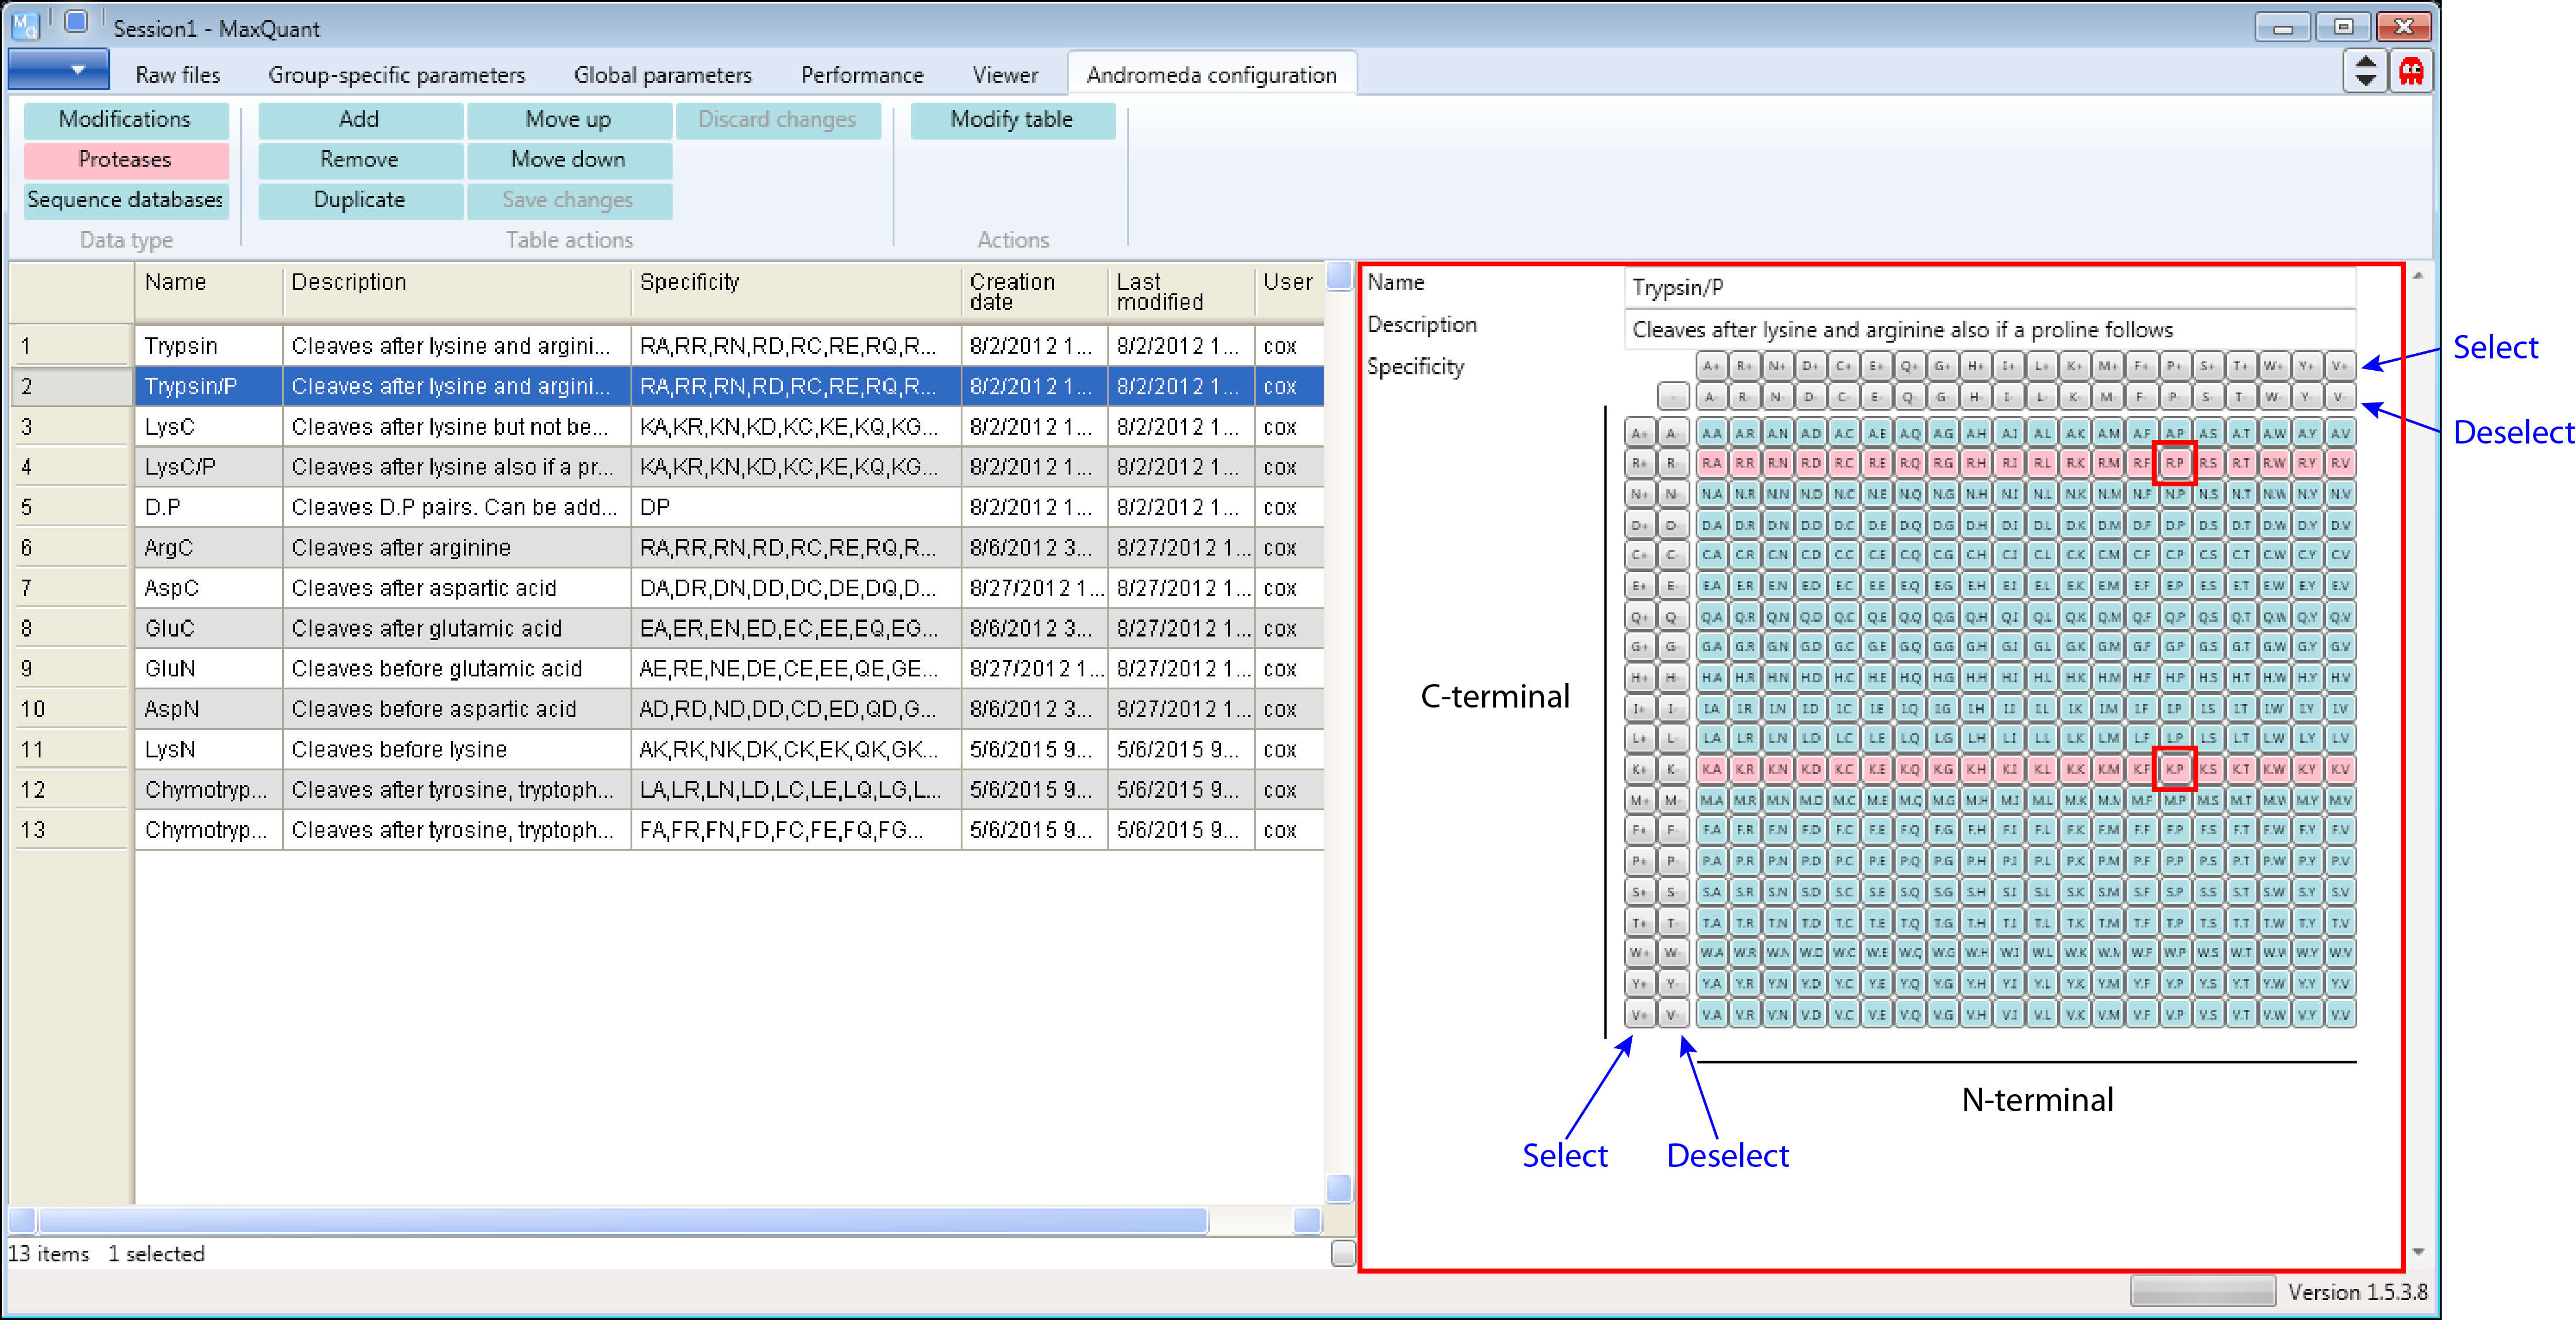 Session1 - MaxQuant
Raw files Group-specific parameters Global parameters Performance Viewer Andromeda configuration
Modifications Add Move up Discard changes Modify table
Proteases Remove Move down
Sequence databases Duplicate Save changes
Data type Table actions Actions
Name Description Specificity Creation date Last modified User
1 Trypsin Cleaves after lysine and argini... RA,RR,RN,RD,RC,RE,RQ,R... 8/2/2012 1... 8/2/2012 1... cox
2 Trypsin/P Cleaves after lysine and argini... RA,RR,RN,RD,RC,RE,RQ,R... 8/2/2012 1... 8/2/2012 1... cox
3 LysC Cleaves after lysine but not be... KA,KR,KN,KD,KC,KE,KQ,KG... 8/2/2012 1... 8/2/2012 1... cox
4 LysC/P Cleaves after lysine also if a pr... KA,KR,KN,KD,KC,KE,KQ,KG... 8/2/2012 1... 8/2/2012 1... cox
5 D.P Cleaves D.P pairs. Can be add... DP 8/2/2012 1... 8/2/2012 1... cox
6 ArgC Cleaves after arginine RA,RR,RN,RD,RC,RE,RQ,R... 8/6/2012 3... 8/27/2012 1... cox
7 AspC Cleaves after aspartic acid DA,DR,DN,DD,DC,DE,DQ,D... 8/27/2012 1... 8/27/2012 1... cox
8 GluC Cleaves after glutamic acid EA,ER,EN,ED,EC,EE,EQ,EG... 8/6/2012 3... 8/27/2012 1... cox
9 GluN Cleaves before glutamic acid AE,RE,NE,DE,CE,EE,QE,GE... 8/27/2012 1... 8/27/2012 1... cox
10 AspN Cleaves before aspartic acid AD,RD,ND,DD,CD,ED,QD,G... 8/6/2012 3... 8/27/2012 1... cox
11 LysN Cleaves before lysine AK,RK,NK,DK,CK,EK,QK,GK... 5/6/2015 9... 5/6/2015 9... cox
12 Chymotryp... Cleaves after tyrosine, tryptoph... LA,LR,LN,LD,LC,LE,LQ,LG,L... 5/6/2015 9... 5/6/2015 9... cox
13 Chymotryp... Cleaves after tyrosine, tryptoph... FA,FR,FN,FD,FC,FE,FQ,FG... 5/6/2015 9... 5/6/2015 9... cox
13 items 1 selected
Name Trypsin/P
Description Cleaves after lysine and arginine also if a proline follows
Specificity
A+ R+ N+ D+ C+ E+ Q+ G+ H+ I+ L+ K+ M+ F+ P+ S+ T+ W+ Y+ V+
Select
- A- R- N- D- C- E- Q- G- H- I- L- K- M- F- P- S- T- W- Y- V-
Deselect
A+ A- A.A A.R A.N A.D A.C A.E A.Q A.G A.H A.I A.L A.K A.M A.F A.P A.S A.T A.W A.Y A.V
R+ R- R.A R.R R.N R.D R.C R.E R.Q R.G R.H R.I R.L R.K R.M R.F R.P R.S R.T R.W R.Y R.V
N+ N- N.A N.R N.N N.D N.C N.E N.Q N.G N.H N.I N.L N.K N.M N.F N.P N.S N.T N.W N.Y N.V
D+ D- D.A D.R D.N D.D D.C D.E D.Q D.G D.H D.I D.L D.K D.M D.F D.P D.S D.T D.W D.Y D.V
C+ C- C.A C.R C.N C.D C.C C.E C.Q C.G C.H C.I C.L C.K C.M C.F C.P C.S C.T C.W C.Y C.V
E+ E- E.A E.R E.N E.D E.C E.E E.Q E.G E.H E.I E.L E.K E.M E.F E.P E.S E.T E.W E.Y E.V
Q+ Q- Q.A Q.R Q.N Q.D Q.C Q.E Q.Q Q.G Q.H Q.I Q.L Q.K Q.M Q.F Q.P Q.S Q.T Q.W Q.Y Q.V
G+ G- G.A G.R G.N G.D G.C G.E G.Q G.G G.H G.I G.L G.K G.M G.F G.P G.S G.T G.W G.Y G.V
H+ H- H.A H.R H.N H.D H.C H.E H.Q H.G H.H H.I H.L H.K H.M H.F H.P H.S H.T H.W H.Y H.V
C-terminal
I+ I- I.A I.R I.N I.D I.C I.E I.Q I.G I.H I.I I.L I.K I.M I.F I.P I.S I.T I.W I.Y I.V
L+ L- L.A L.R L.N L.D L.C L.E L.Q L.G L.H L.I L.L L.K L.M L.F L.P L.S L.T L.W L.Y L.V
K+ K- K.A K.R K.N K.D K.C K.E K.Q K.G K.H K.I K.L K.K K.M K.F K.P K.S K.T K.W K.Y K.V
M+ M- M.A M.R M.N M.D M.C M.E M.Q M.G M.H M.I M.L M.K M.M M.F M.P M.S M.T M.W M.Y M.V
F+ F- F.A F.R F.N F.D F.C F.E F.Q F.G F.H F.I F.L F.K F.M F.F F.P F.S F.T F.W F.Y F.V
P+ P- P.A P.R P.N P.D P.C P.E P.Q P.G P.H P.I P.L P.K P.M P.F P.P P.S P.T P.W P.Y P.V
S+ S- S.A S.R S.N S.D S.C S.E S.Q S.G S.H S.I S.L S.K S.M S.F S.P S.S S.T S.W S.Y S.V
T+ T- T.A T.R T.N T.D T.C T.E T.Q T.G T.H T.I T.L T.K T.M T.F T.P T.S T.T T.W T.Y T.V
W+ W- W.A W.R W.N W.D W.C W.E W.Q W.G W.H W.I W.L W.K W.M W.F W.P W.S W.T W.W W.Y W.V
Y+ Y- Y.A Y.R Y.N Y.D Y.C Y.E Y.Q Y.G Y.H Y.I Y.L Y.K Y.M Y.F Y.P Y.S Y.T Y.W Y.Y Y.V
V+ V- V.A V.R V.N V.D V.C V.E V.Q V.G V.H V.I V.L V.K V.M V.F V.P V.S V.T V.W V.Y V.V
N-terminal
Select Deselect
Version 1.5.3.8